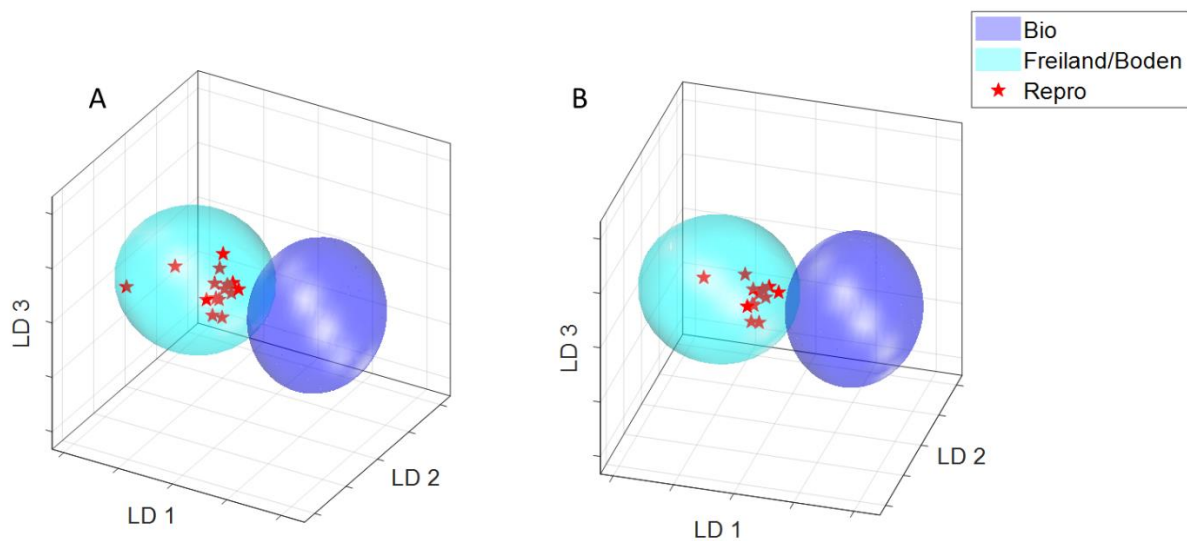 A
B
Bio
Freiland/Boden
Repro
LD 3
LD 1
LD 2
LD 3
LD 1
LD 2